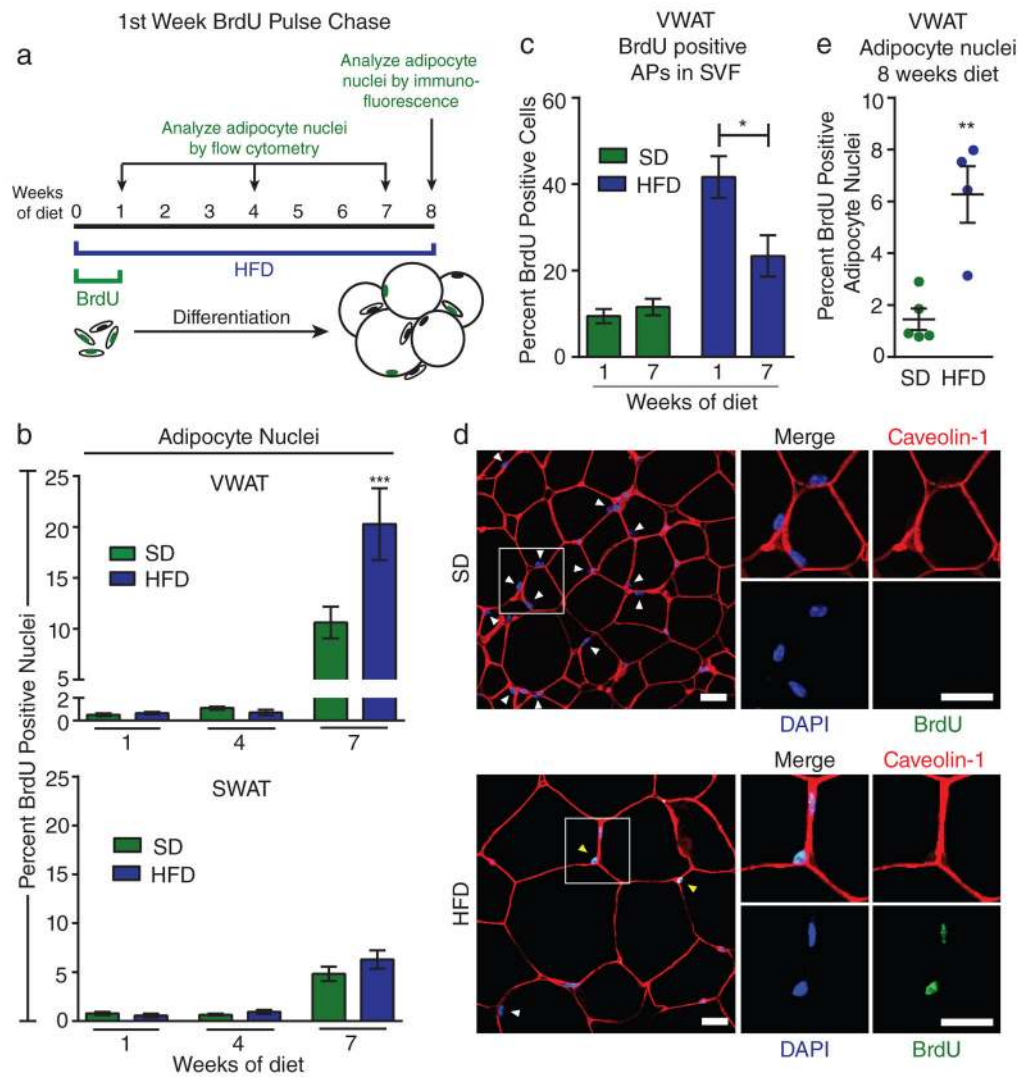 1st Week BrdU Pulse Chase
a
Analyze adipocyte
nuclei by immuno-
fluorescence
Analyze adipocyte nuclei
by flow cytometry
Weeks
of diet
0 1 2 3 4 5 6 7 8
HFD
BrdU
Differentiation
b
Adipocyte Nuclei
Percent BrdU Positive Nuclei
VWAT
25
20
15
10
5
2
0
SD
HFD
***
1 4 7
SWAT
25
20
15
10
5
0
SD
HFD
1 4 7
Weeks of diet
c
VWAT
BrdU positive
APs in SVF
Percent BrdU Positive Cells
60
40
20
0
SD
HFD
*
1 7 1 7
Weeks of diet
e
VWAT
Adipocyte nuclei
8 weeks diet
Percent BrdU Positive
Adipocyte Nuclei
10
8
6
4
2
0
**
SD HFD
d
SD
Merge Caveolin-1
DAPI BrdU
HFD
Merge Caveolin-1
DAPI BrdU